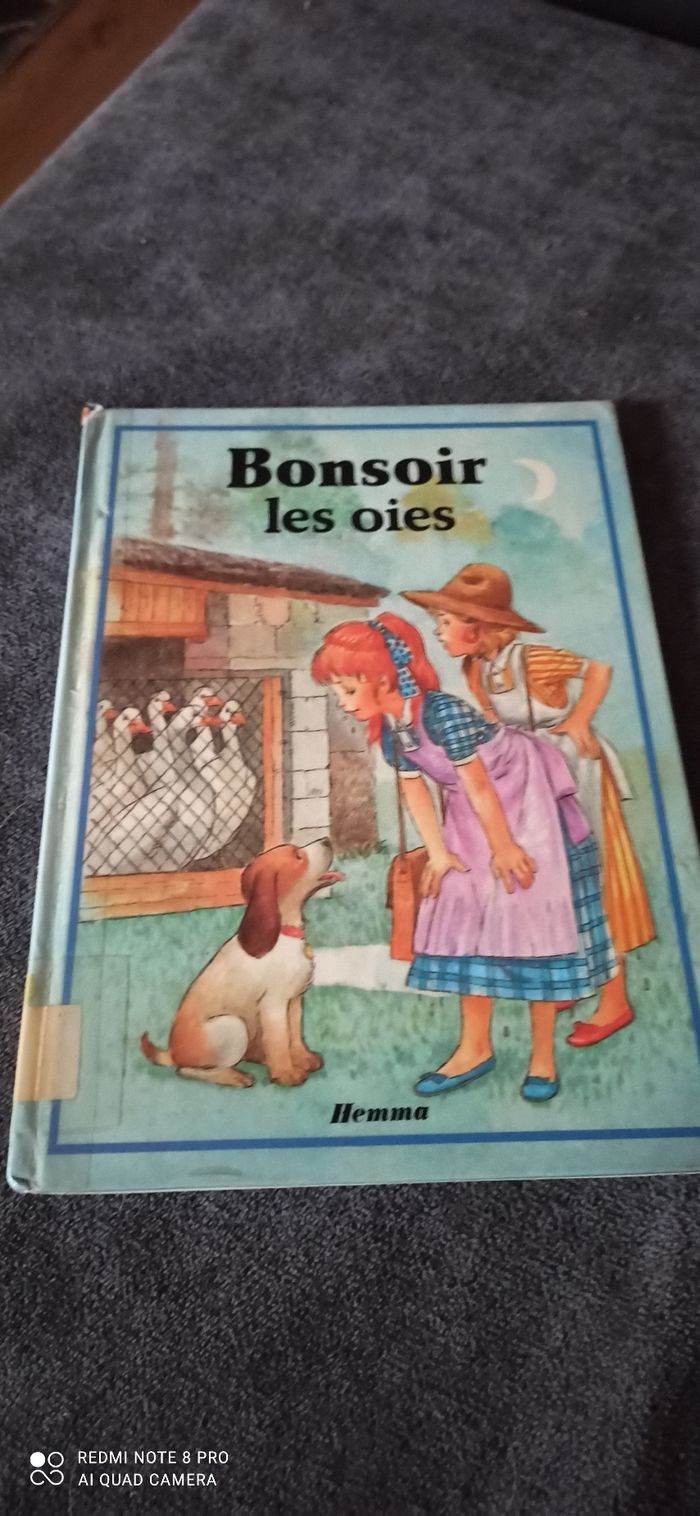 Bonsoir
les oies
Hemma
REDMI NOTE 8 PRO
AI QUAD CAMERA